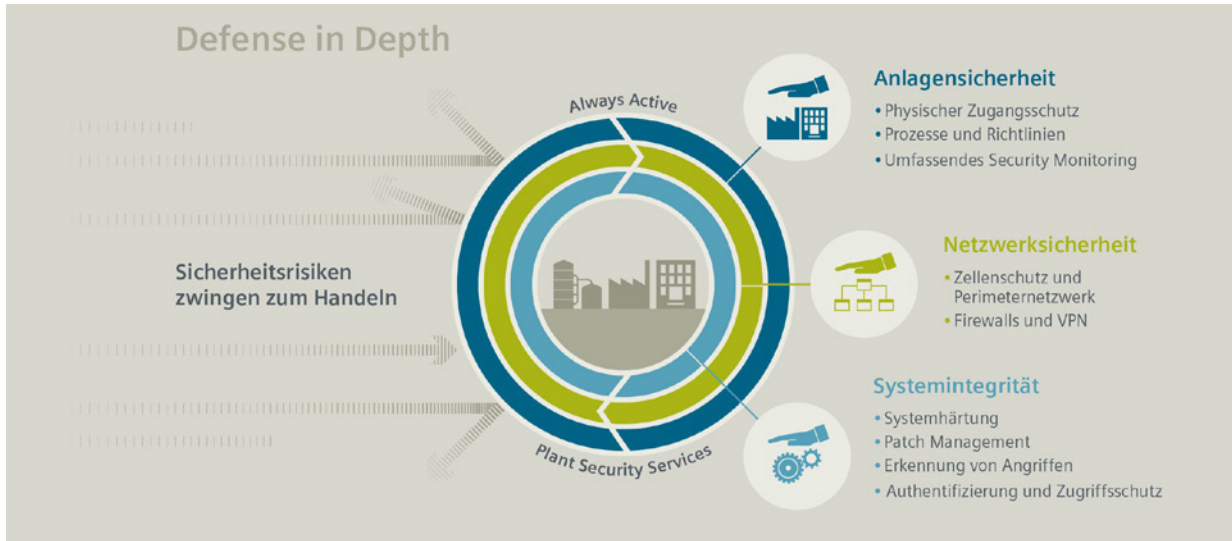 Defense in Depth
Always Active
Sicherheitsrisiken
zwingen zum Handeln
Plant Security Services
Anlagensicherheit
• Physischer Zugangsschutz
• Prozesse und Richtlinien
• Umfassendes Security Monitoring
Netzwerksicherheit
• Zellenschutz und
Perimeternetzwerk
• Firewalls und VPN
Systemintegrität
• Systemhärtung
• Patch Management
• Erkennung von Angriffen
• Authentifizierung und Zugriffsschutz